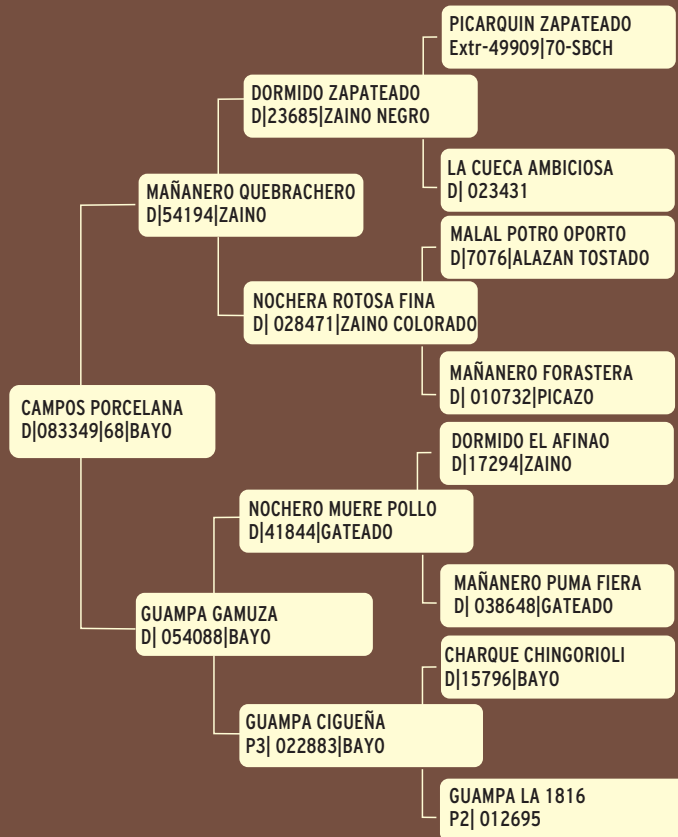 PICARQUIN ZAPATEADO
Extr-49909|70-SBCH
DORMIDO ZAPATEADO
D|23685|ZAINO NEGRO
LA CUECA AMBICIOSA
D| 023431
MAÑANERO QUEBRACHERO
D|54194|ZAINO
MALAL POTRO OPORTO
D|7076|ALAZAN TOSTADO
NOCHERA ROTOSA FINA
D| 028471|ZAINO COLORADO
MAÑANERO FORASTERA
D| 010732|PICAZO
CAMPOS PORCELANA
D|083349|68|BAYO
DORMIDO EL AFINAO
D|17294|ZAINO
NOCHERO MUERE POLLO
D|41844|GATEADO
MAÑANERO PUMA FIERA
D| 038648|GATEADO
GUAMPA GAMUZA
D| 054088|BAYO
CHARQUE CHINGORIOLI
D|15796|BAYO
GUAMPA CIGUEÑA
P3| 022883|BAYO
GUAMPA LA 1816
P2| 012695